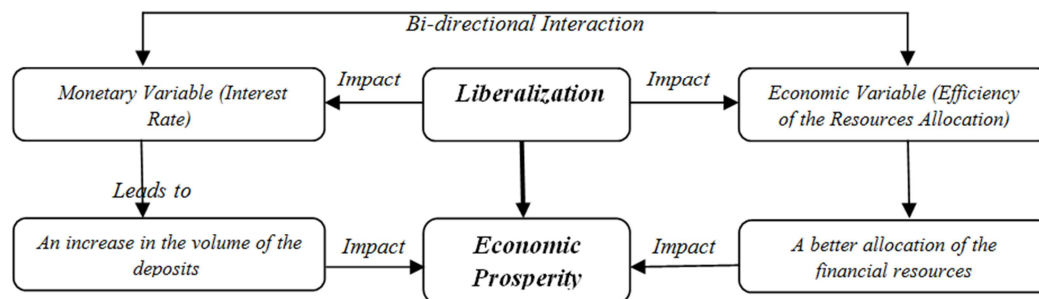 Bi-directional Interaction
Monetary Variable (Interest
Rate)
Impact
Liberalization
Impact
Economic Variable (Efficiency
of the Resources Allocation)
Leads to
An increase in the volume of the
deposits
Impact
Economic
Prosperity
Impact
A better allocation of the
financial resources